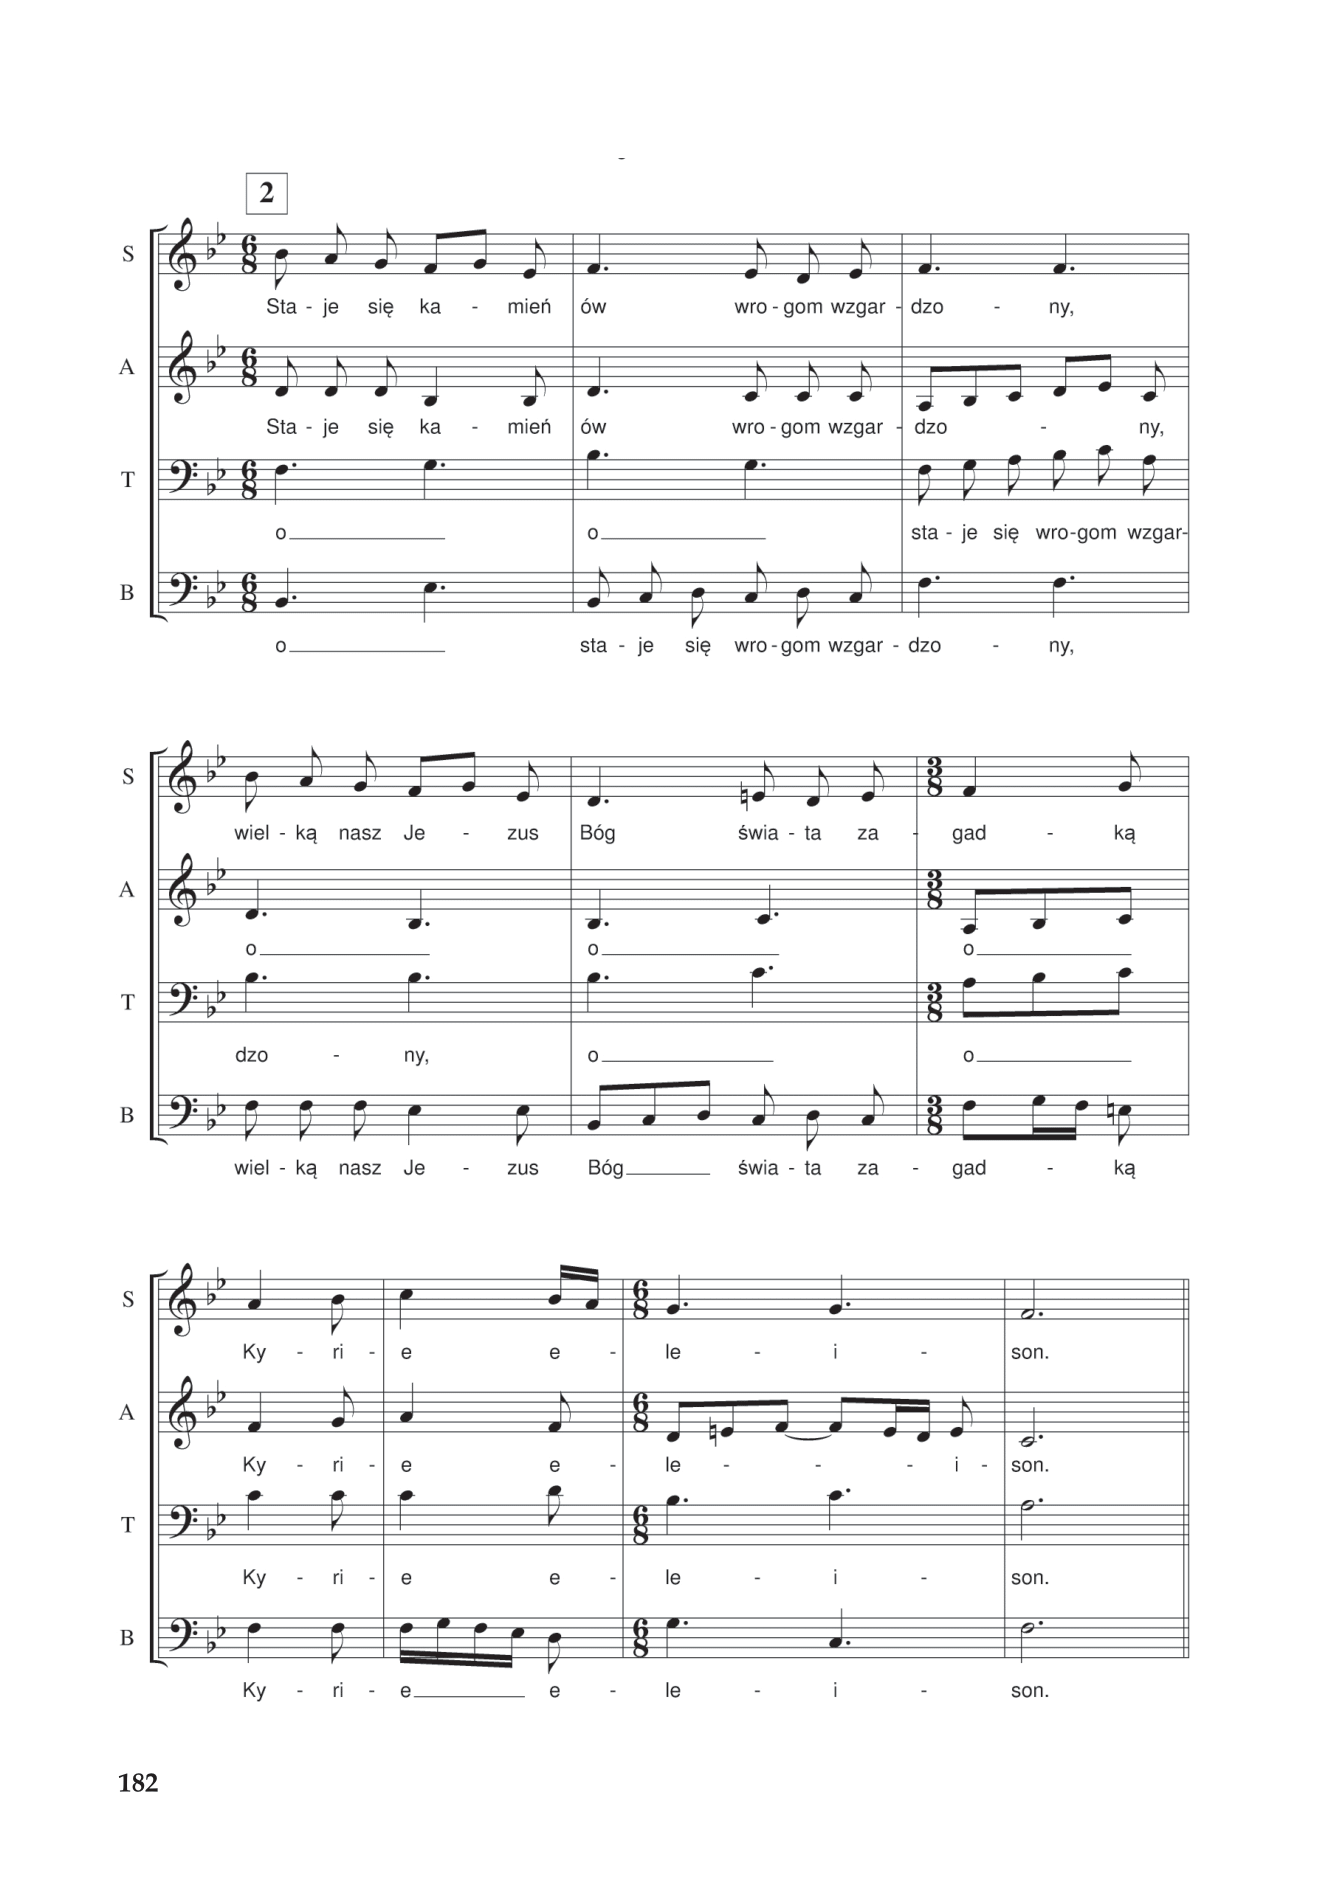 2
S
Sta - je się ka - mień ów wro - gom wzgar - dzo - ny,
A
Sta - je się ka - mień ów wro - gom wzgar - dzo - ny,
T
o o sta - je się wro-gom wzgar-
B
o sta - je się wro - gom wzgar - dzo - ny,
S
wiel - ką nasz Je - zus Bóg świa - ta za - gad - ką
A
o o o
T
dzo - ny, o o
B
wiel - ką nasz Je - zus Bóg świa - ta za - gad - ką
S
Ky - ri - e e - le - i - son.
A
Ky - ri - e e - le - - - i - son.
T
Ky - ri - e e - le - i - son.
B
Ky - ri - e e - le - i - son.
182